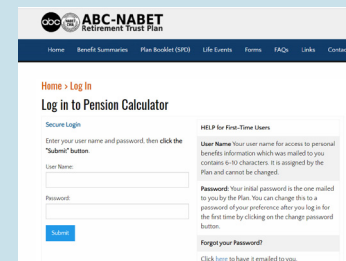 abc NABET CWA ABC-NABET
Retirement Trust Plan
Home Benefit Summaries Plan Booklet (SPD) Life Events Forms FAQs Links Contac
Home › Log In
Log in to Pension Calculator
Secure Login
Enter your user name and password, then click the
"Submit" button.
User Name:
Password:
Submit
HELP for First-Time Users
User Name Your user name for access to personal
benefits information which was mailed to you
contains 6-10 characters. It is assigned by the
Plan and cannot be changed.
Password: Your initial password is the one mailed
to you by the Plan. You can change this to a
password of your preference after you log in for
the first time by clicking on the change password
button.
Forgot your Password?
Click here to have it emailed to you.